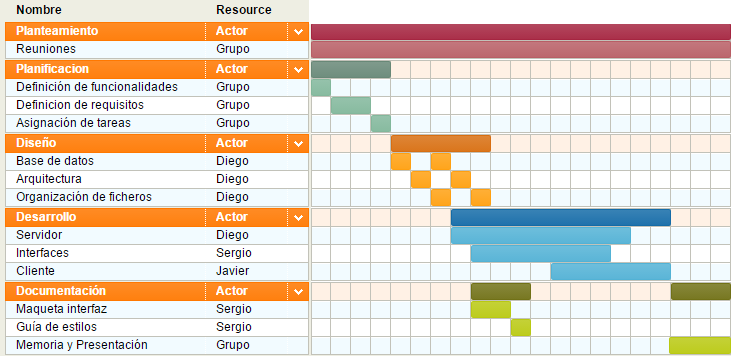 Nombre Resource
Planteamiento Actor
Reuniones Grupo
Planificacion Actor
Definición de funcionalidades Grupo
Definicion de requisitos Grupo
Asignación de tareas Grupo
Diseño Actor
Base de datos Diego
Arquitectura Diego
Organización de ficheros Diego
Desarrollo Actor
Servidor Diego
Interfaces Sergio
Cliente Javier
Documentación Actor
Maqueta interfaz Sergio
Guía de estilos Sergio
Memoria y Presentación Grupo